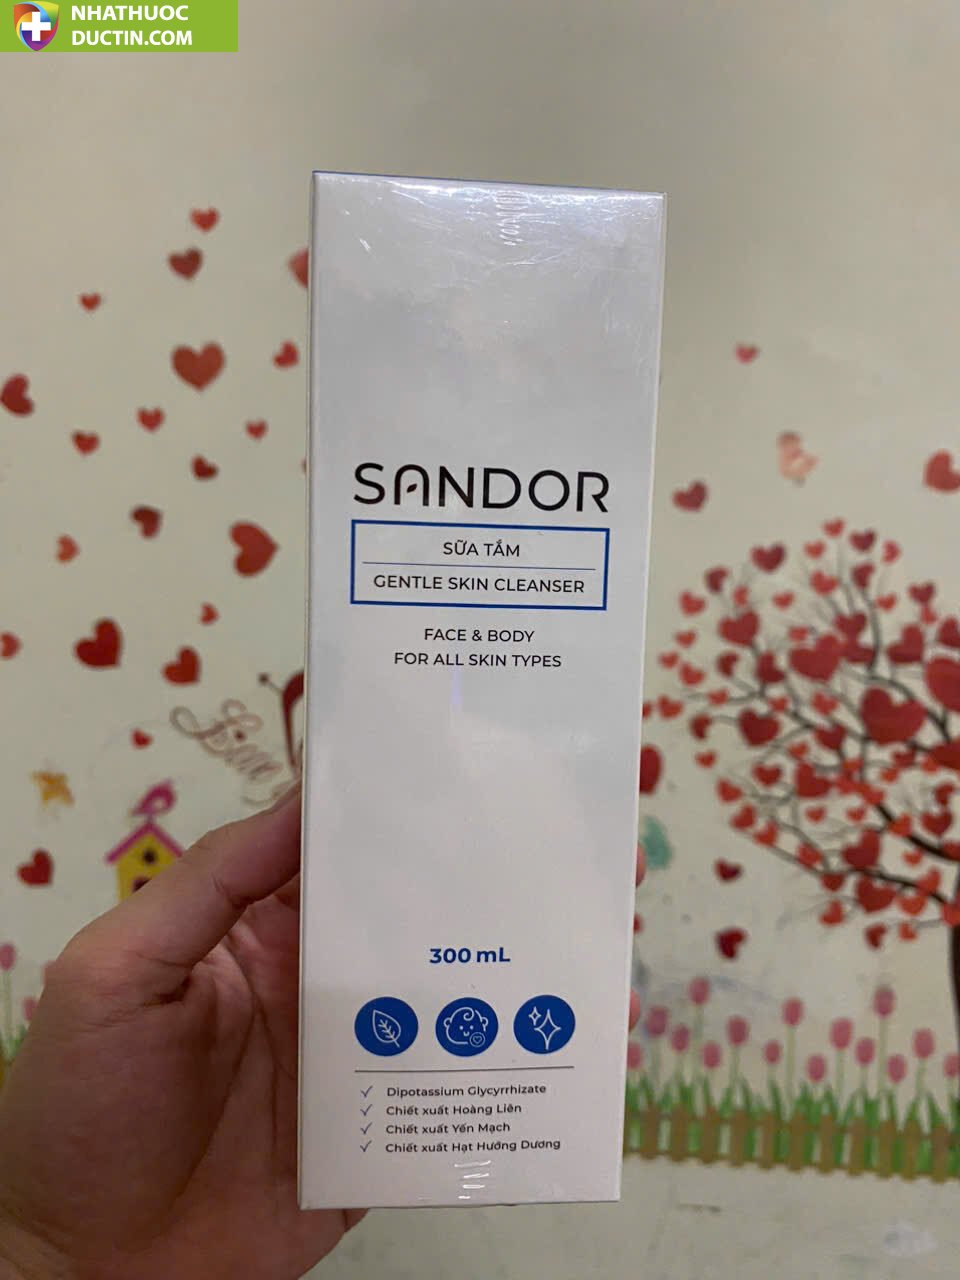 NHATHUOC
DUCTIN.COM
SANDOR
SỮA TẮM
GENTLE SKIN CLEANSER
FACE & BODY
FOR ALL SKIN TYPES
300 mL
Dipotassium Glycyrrhizate
Chiết xuất Hoàng Liên
Chiết xuất Yến Mạch
Chiết xuất Hạt Hướng Dương